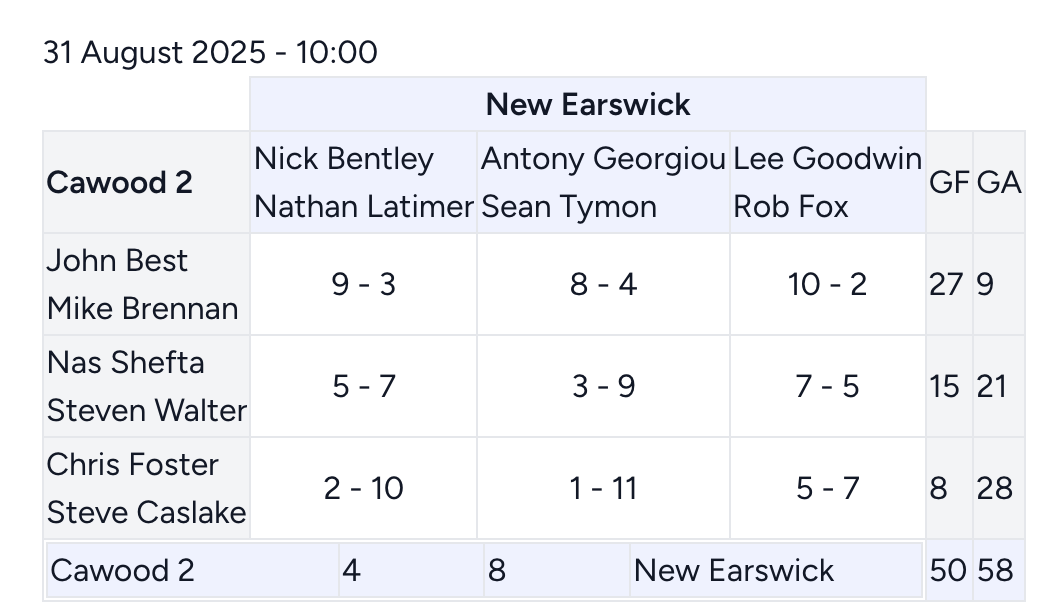 31 August 2025 - 10:00
New Earswick
Cawood 2
Nick Bentley
Nathan Latimer
Antony Georgiou
Sean Tymon
Lee Goodwin
Rob Fox
GF GA
John Best
Mike Brennan
9 - 3 8 - 4 10 - 2 27 9
Nas Shefta
Steven Walter
5 - 7 3 - 9 7 - 5 15 21
Chris Foster
Steve Caslake
2 - 10 1 - 11 5 - 7 8 28
Cawood 2 4 8 New Earswick 50 58